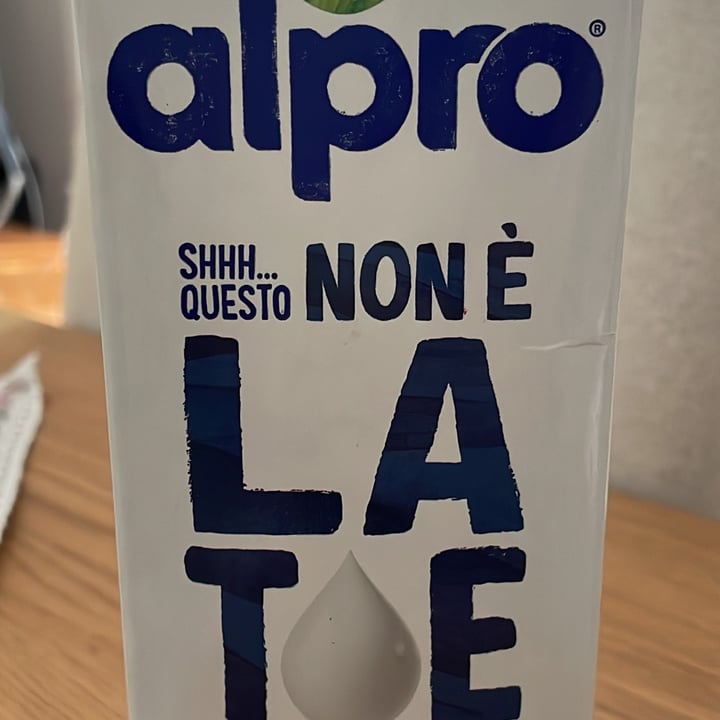 alpro®
SHHH... NON È
QUESTO
LA
TE